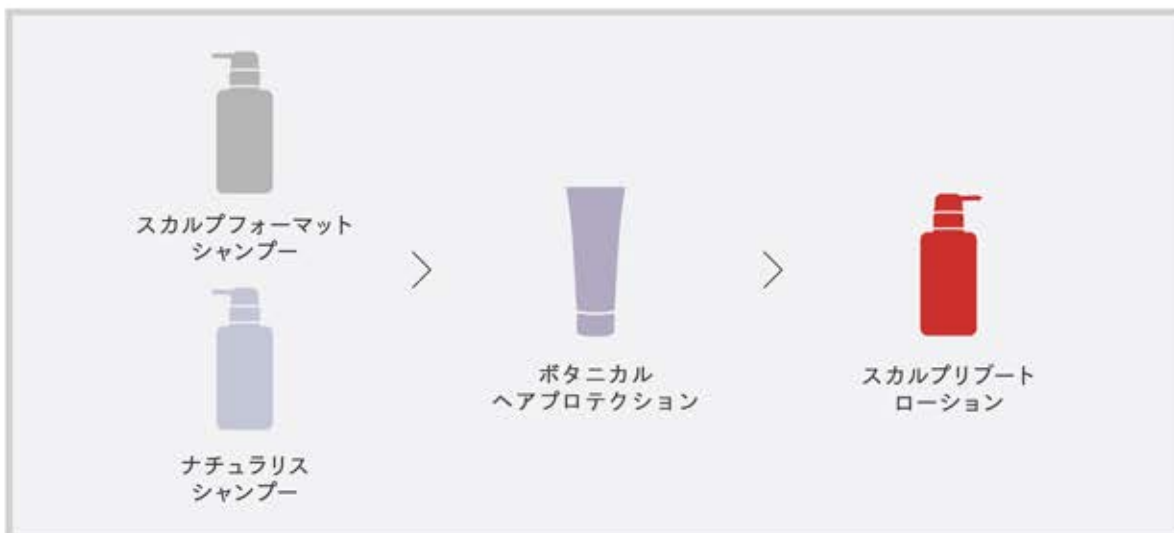 スカルプフォーマット
シャンプー
ナチュラリス
シャンプー
ボタニカル
ヘアプロテクション
スカルプリブート
ローション